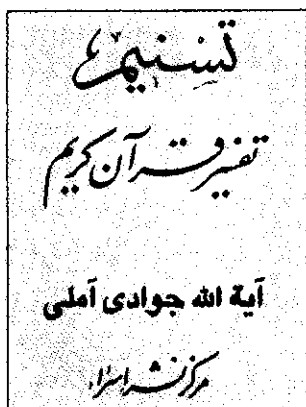 تسنیم
تفسیر قرآن کریم
آیة الله جوادی آملی
مرکز نشر اسراء